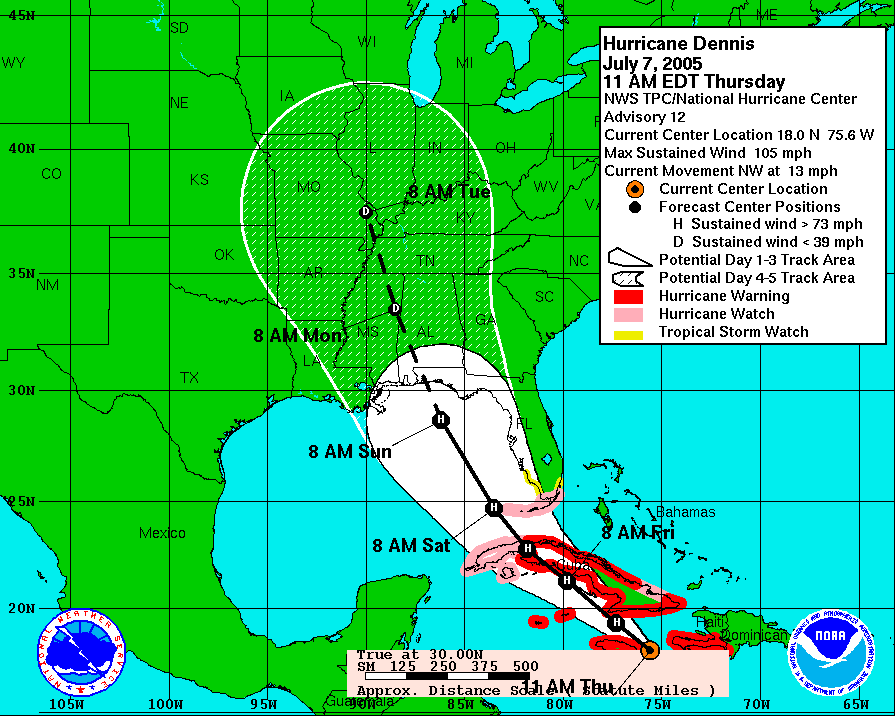 45N
SD
WI
ME
WY
MI
Hurricane Dennis
July 7, 2005
11 AM EDT Thursday
NWS TPC/National Hurricane Center
Advisory 12
Current Center Location 18.0 N 75.6 W
Max Sustained Wind 105 mph
Current Movement NW at 13 mph
Current Center Location
Forecast Center Positions
H Sustained wind > 73 mph
D Sustained wind < 39 mph
Potential Day 1-3 Track Area
Potential Day 4-5 Track Area
Hurricane Warning
Hurricane Watch
Tropical Storm Watch
NE
IA
40N
IL
IN
OH
CO
KS
MO
8 AM Tue
WV
VA
D
KY
OK
TN
NC
35N
AR
NM
SC
D
8 AM Mon
MS
AL
GA
LA
TX
30N
H
FL
8 AM Sun
25N
H
Bahamas
Mexico
8 AM Fri
8 AM Sat
H
Cuba
H
20N
H
Haiti
Dominican
NATIONAL WEATHER SERVICE
NATIONAL OCEANIC AND ATMOSPHERIC ADMINISTRATION
NOAA
U.S. DEPARTMENT OF COMMERCE
True at 30.00N
SM 125 250 375 500
11 AM Thu
Approx. Distance Scale ( Statute Miles )
Guatemala
105W 100W 95W 90W 85W 80W 75W 70W 65W